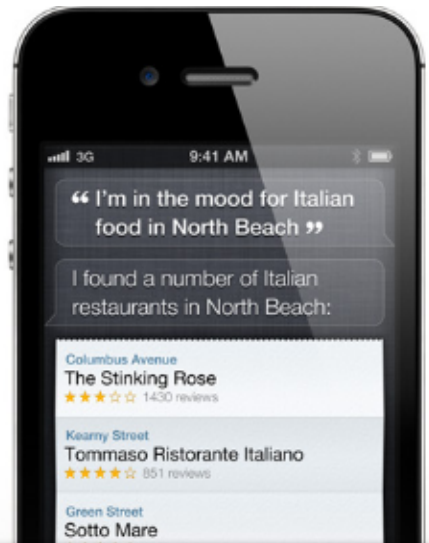 3G 9:41 AM
“ I'm in the mood for Italian
food in North Beach ”
I found a number of Italian
restaurants in North Beach:
Columbus Avenue
The Stinking Rose
★★★☆☆ 1430 reviews
Kearny Street
Tommaso Ristorante Italiano
★★★★☆ 851 reviews
Green Street
Sotto Mare